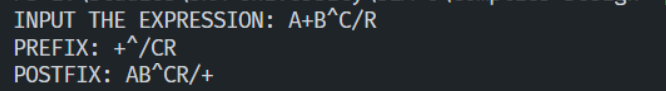 INPUT THE EXPRESSION: A+B^C/R
PREFIX: +^/CR
POSTFIX: AB^CR/+